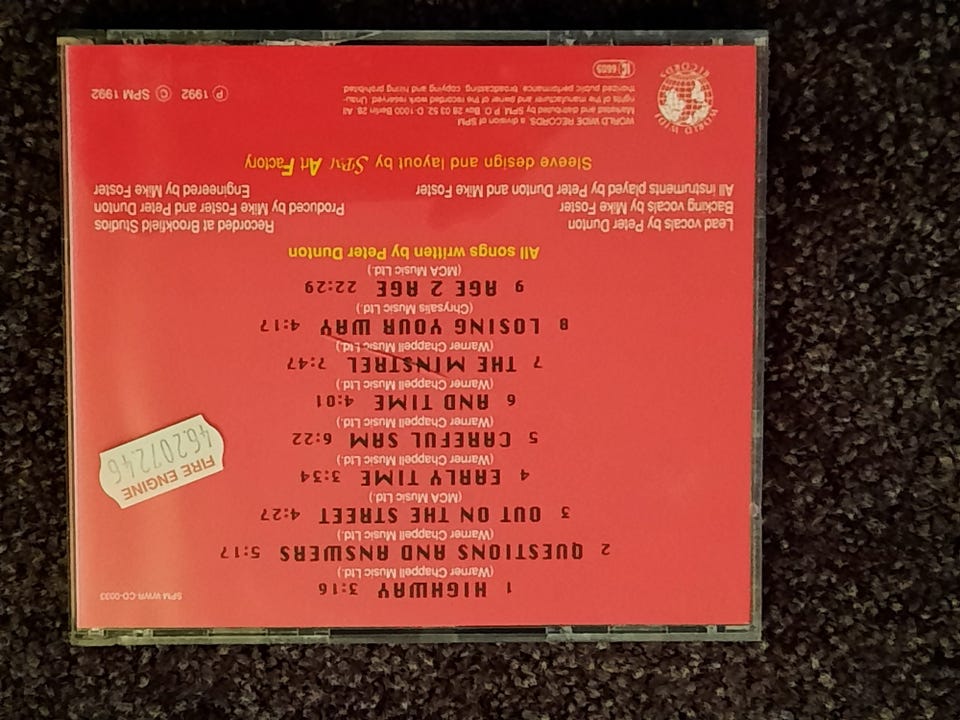 SPM WWR-CD-0033
1 HIGHWAY 3:16
(Warner Chappell Music Ltd.)
2 QUESTIONS AND ANSWERS 5:17
(Warner Chappell Music Ltd.)
3 OUT ON THE STREET 4:27
(MCA Music Ltd.)
4 EARLY TIME 3:34
(Warner Chappell Music Ltd.)
5 CAREFUL SAM 6:22
(Warner Chappell Music Ltd.)
6 AND TIME 4:01
(Warner Chappell Music Ltd.)
7 THE MINSTREL 7:47
(Warner Chappell Music Ltd.)
8 LOSING YOUR WAY 4:17
(Chrysalis Music Ltd.)
9 AGE 2 AGE 22:29
(MCA Music Ltd.)
FIRE ENGINE
46.207246
All songs written by Peter Dunton
Lead vocals by Peter Dunton
Backing vocals by Mike Foster
All instruments played by Peter Dunton and Mike Foster
Recorded at Brookfield Studios
Produced by Mike Foster and Peter Dunton
Engineered by Mike Foster
Sleeve design and layout by SPM Art Factory
WORLD WIDE RECORDS
WORLD WIDE RECORDS, a division of SPM
Marketed and distributed by SPM, P. O. Box 28 03 52, D-1000 Berlin 28. All
rights of the manufacturer and owner of the recorded work reserved. Unau-
thorized public performance, broadcasting, copying and hiring prohibited
LC 6605
℗ 1992 © SPM 1992